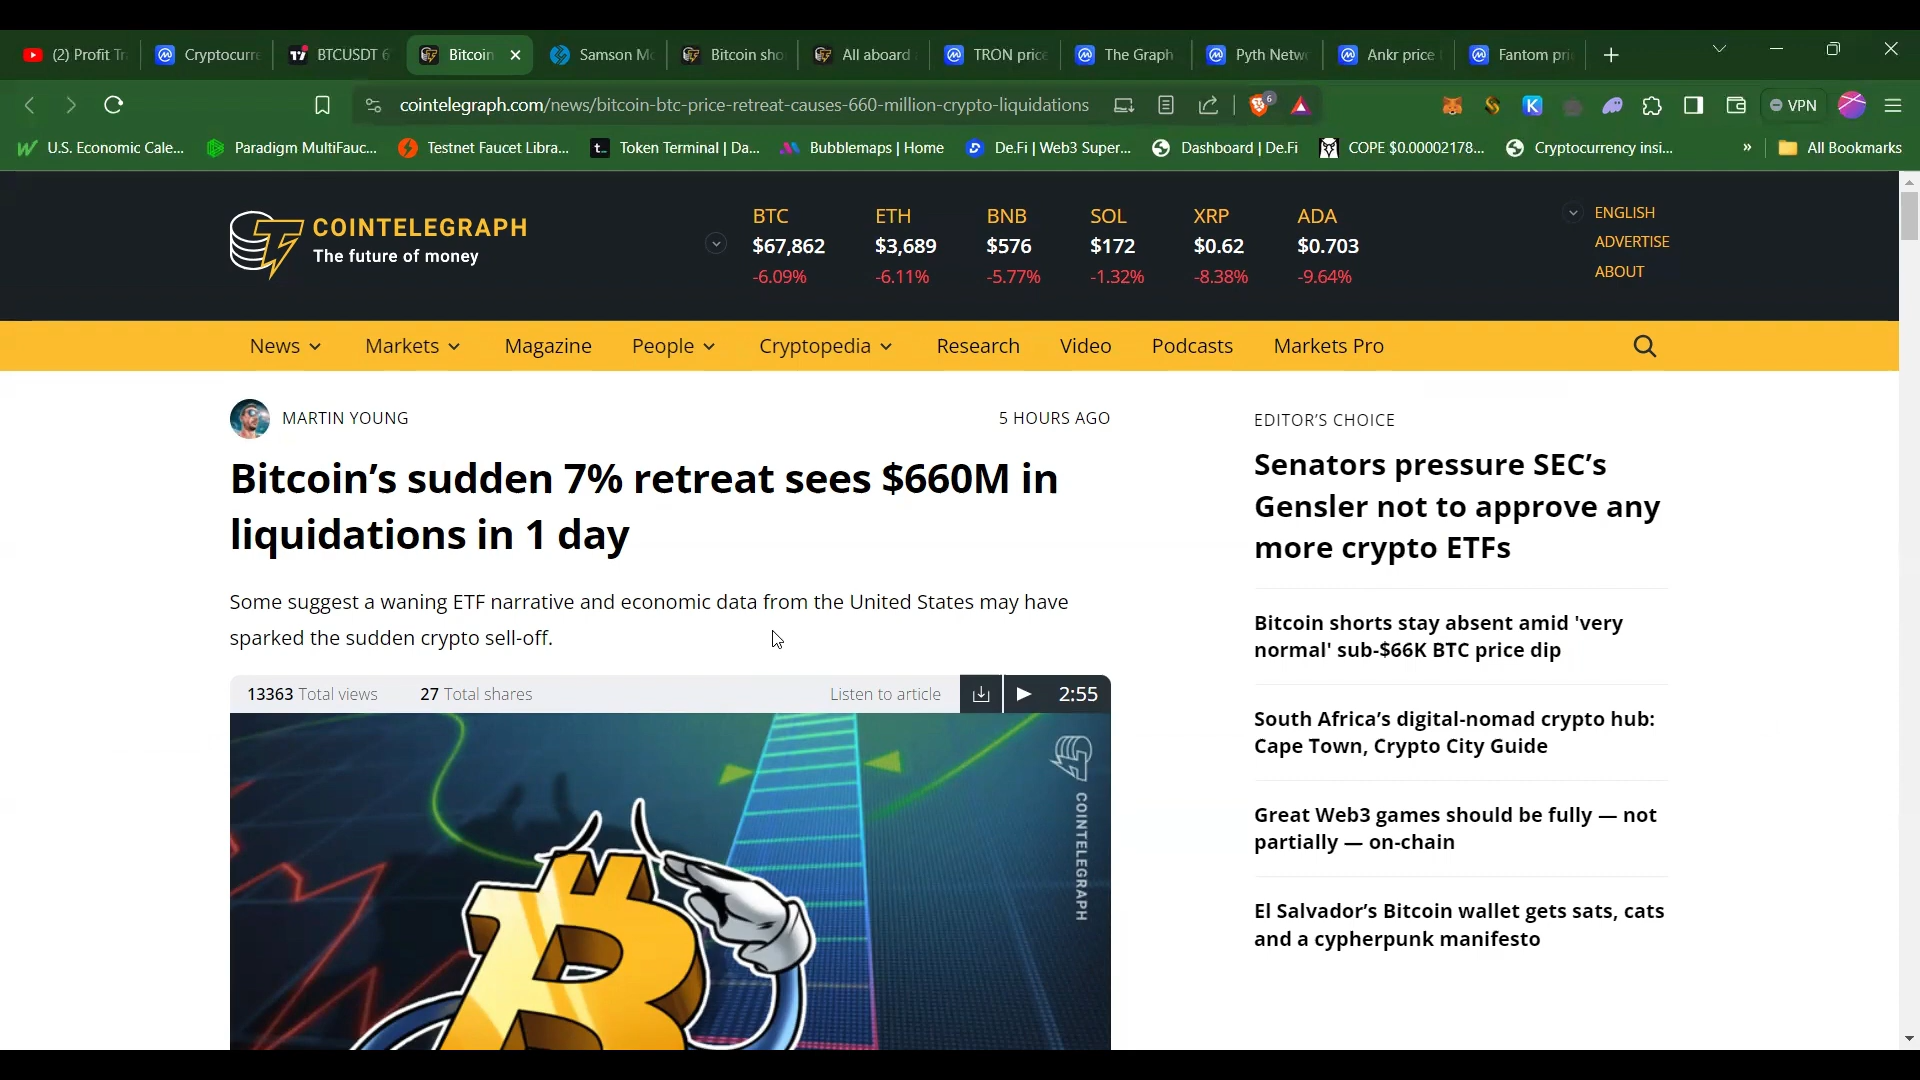 (2) Profit Tr
Cryptocurre
BTCUSDT 6
Bitcoin
Samson Mo
Bitcoin sho
All aboard
TRON price
The Graph
Pyth Netwo
Ankr price
Fantom pri
cointelegraph.com/news/bitcoin-btc-price-retreat-causes-660-million-crypto-liquidations
6
VPN
U.S. Economic Cale...
Paradigm MultiFauc...
Testnet Faucet Libra...
Token Terminal | Da...
Bubblemaps | Home
De.Fi | Web3 Super...
Dashboard | De.Fi
COPE $0.00002178...
Cryptocurrency insi...
»
All Bookmarks
COINTELEGRAPH
The future of money
BTC ETH BNB SOL XRP ADA
$67,862 $3,689 $576 $172 $0.62 $0.703
-6.09% -6.11% -5.77% -1.32% -8.38% -9.64%
ENGLISH
ADVERTISE
ABOUT
News Markets Magazine People Cryptopedia Research Video Podcasts Markets Pro
MARTIN YOUNG
5 HOURS AGO
Bitcoin’s sudden 7% retreat sees $660M in
liquidations in 1 day
Some suggest a waning ETF narrative and economic data from the United States may have
sparked the sudden crypto sell-off.
13363 Total views 27 Total shares Listen to article 2:55
COINTELEGRAPH
EDITOR’S CHOICE
Senators pressure SEC’s
Gensler not to approve any
more crypto ETFs
Bitcoin shorts stay absent amid 'very
normal' sub-$66K BTC price dip
South Africa’s digital-nomad crypto hub:
Cape Town, Crypto City Guide
Great Web3 games should be fully — not
partially — on-chain
El Salvador’s Bitcoin wallet gets sats, cats
and a cypherpunk manifesto